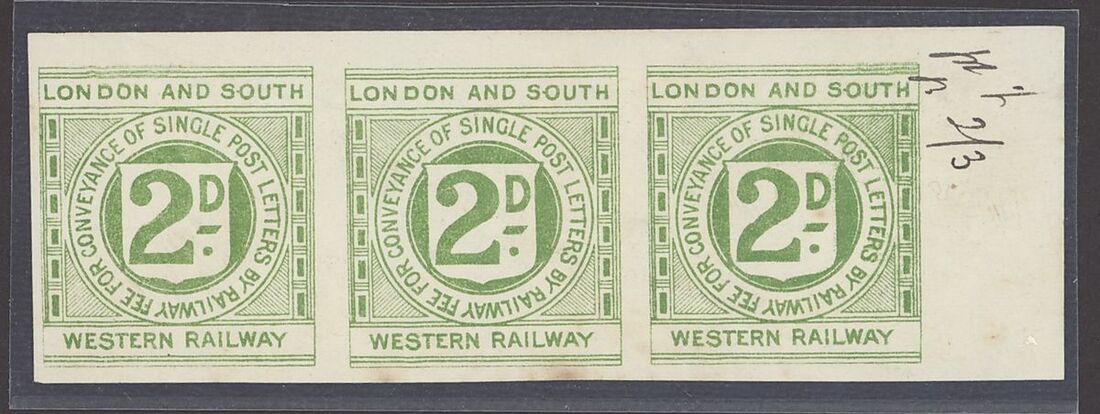 LONDON AND SOUTH
FEE FOR CONVEYANCE OF SINGLE POST LETTERS BY RAILWAY
2D.
WESTERN RAILWAY
LONDON AND SOUTH
FEE FOR CONVEYANCE OF SINGLE POST LETTERS BY RAILWAY
2D.
WESTERN RAILWAY
LONDON AND SOUTH
FEE FOR CONVEYANCE OF SINGLE POST LETTERS BY RAILWAY
2D.
WESTERN RAILWAY
2/3